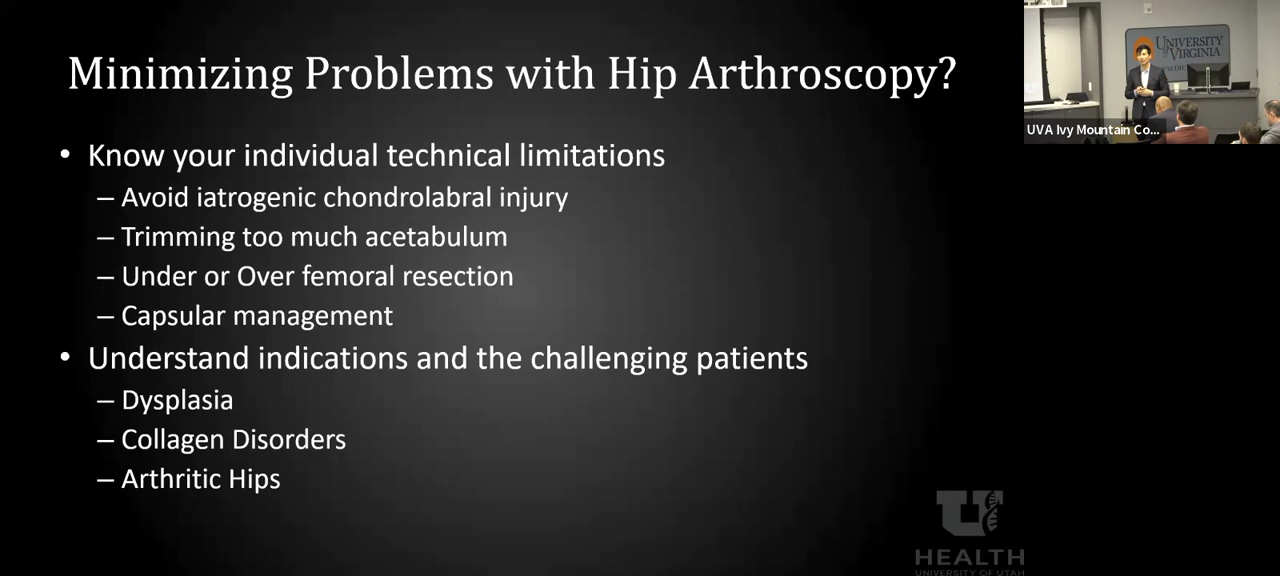 Minimizing Problems with Hip Arthroscopy?
• Know your individual technical limitations
– Avoid iatrogenic chondrolabral injury
– Trimming too much acetabulum
– Under or Over femoral resection
– Capsular management
• Understand indications and the challenging patients
– Dysplasia
– Collagen Disorders
– Arthritic Hips
U
HEALTH
UNIVERSITY OF UTAH
UNIVERSITY
of VIRGINIA
UVA Ivy Mountain Co...